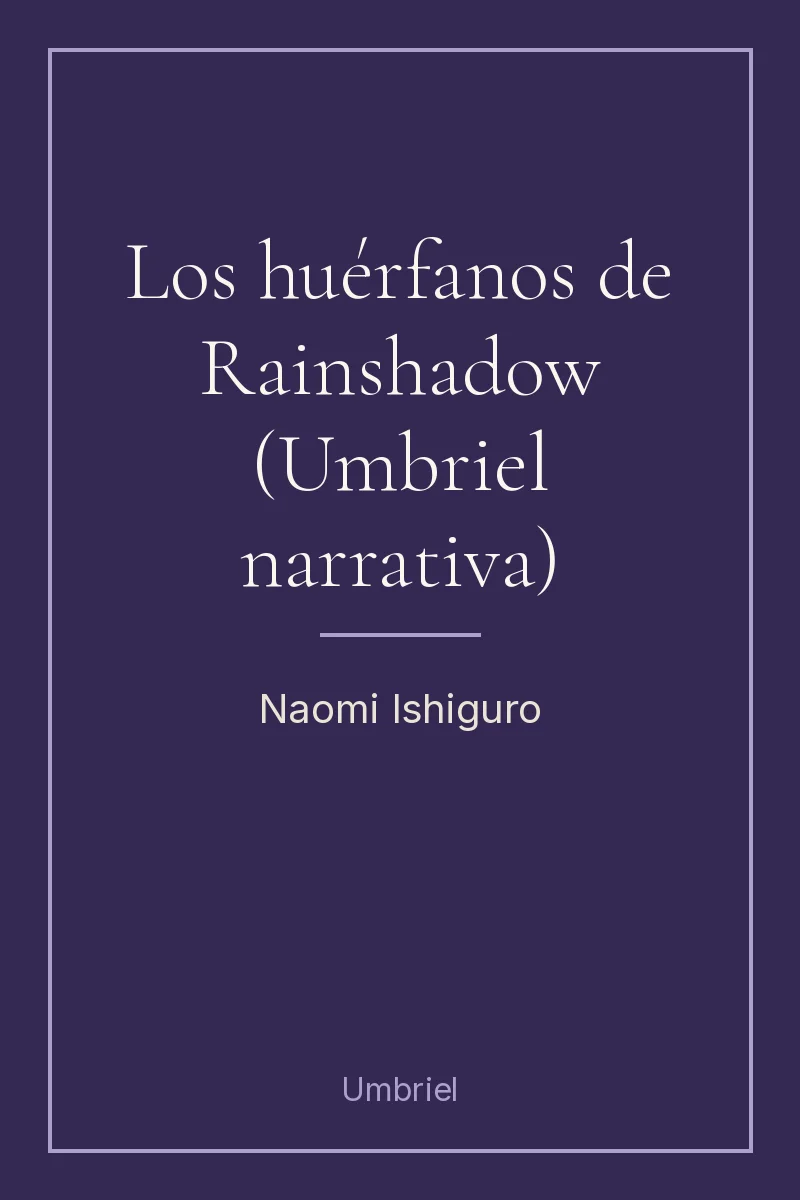 Los huérfanos de
Rainshadow
(Umbriel
narrativa)
Naomi Ishiguro
Umbriel